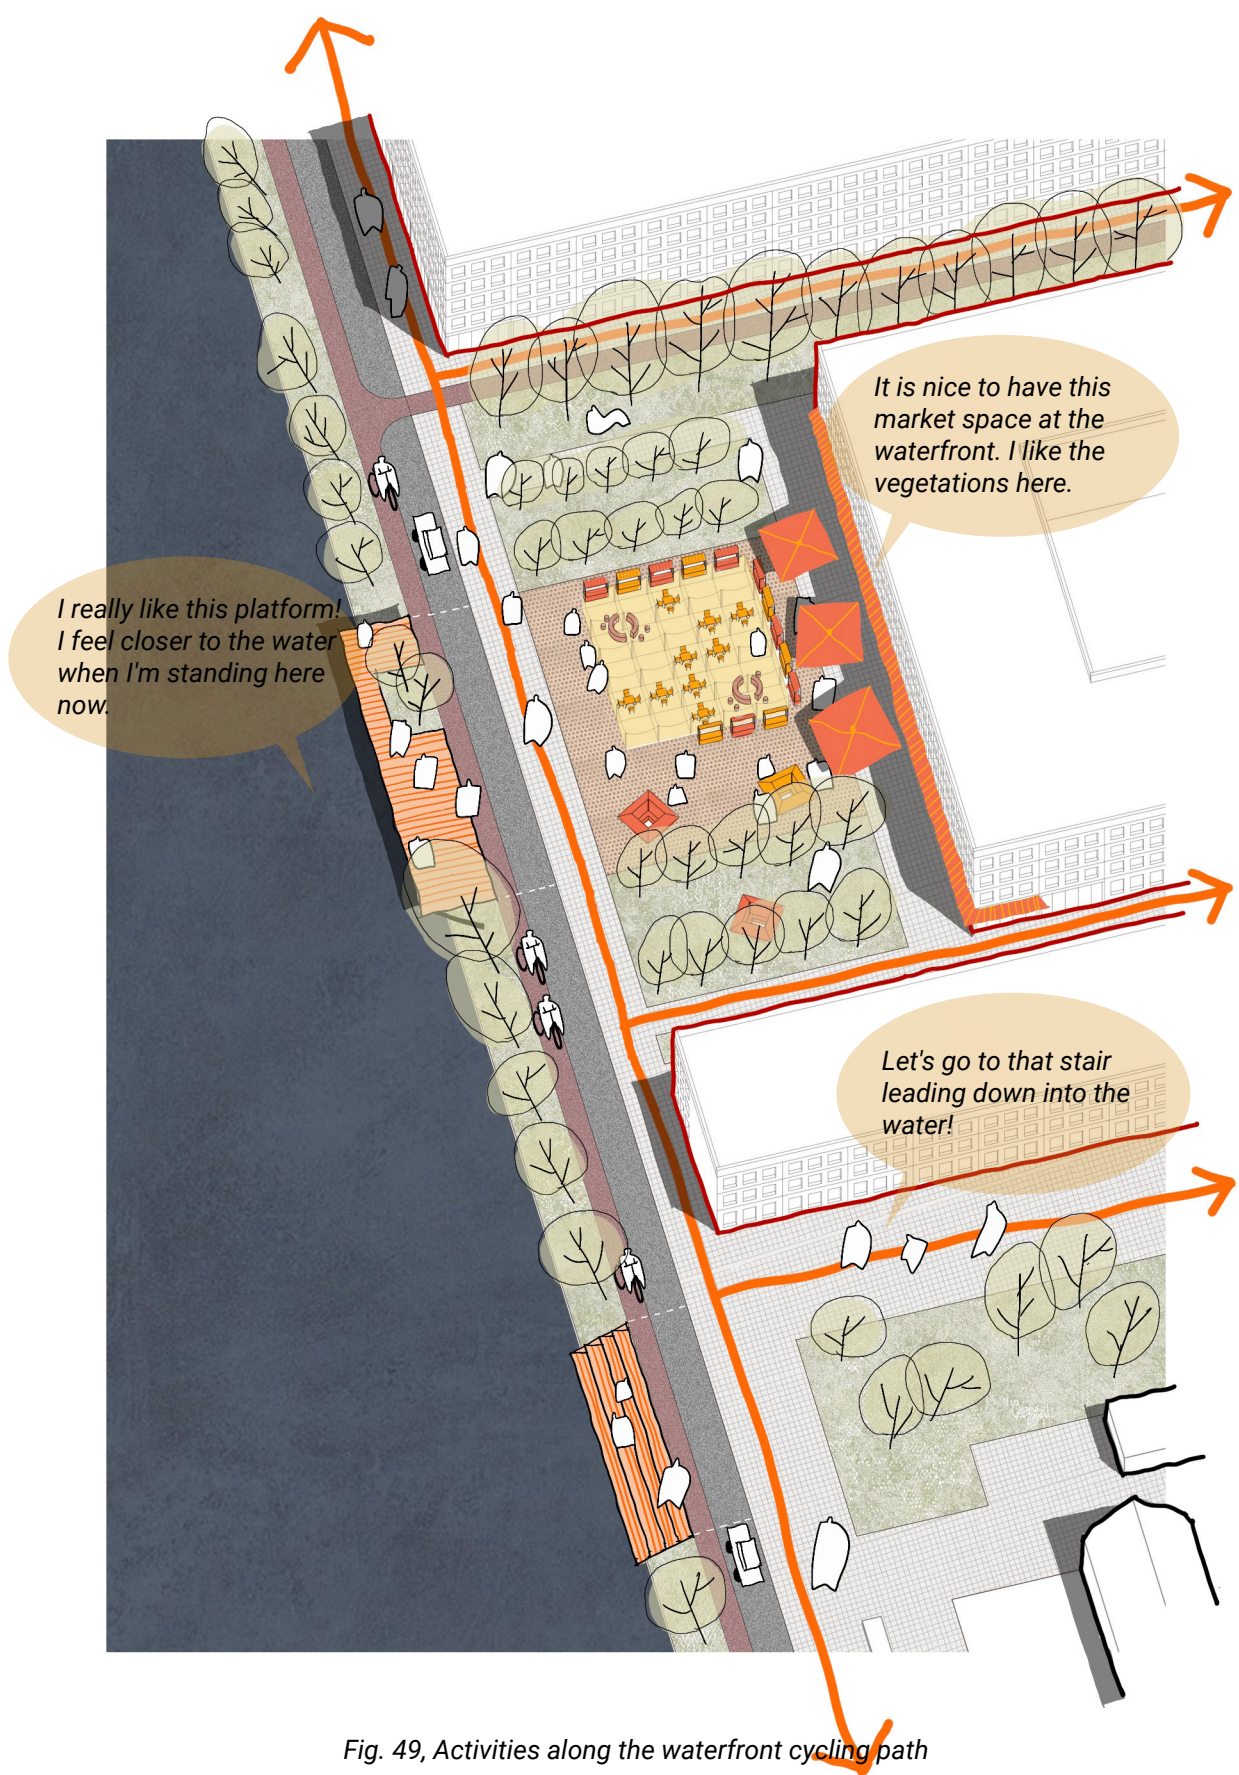 It is nice to have this
market space at the
waterfront. I like the
vegetations here.
I really like this platform!
I feel closer to the water
when I'm standing here
now.
Let's go to that stair
leading down into the
water!
Fig. 49, Activities along the waterfront cycling path